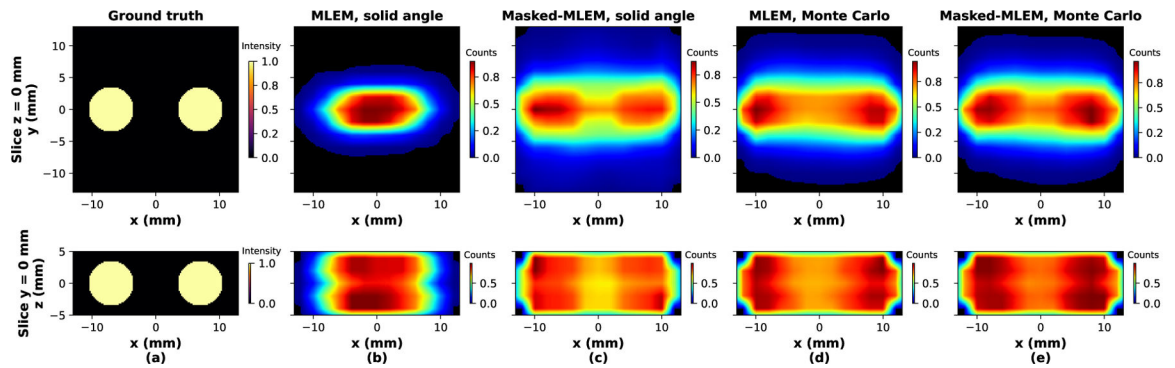 Ground truth
MLEM, solid angle
Masked-MLEM, solid angle
MLEM, Monte Carlo
Masked-MLEM, Monte Carlo
Slice z = 0 mm
y (mm)
10
5
0
−5
−10
Intensity
1.0
0.8
0.6
0.4
0.2
0.0
Counts
0.8
0.6
0.4
0.2
0.0
Counts
0.8
0.6
0.4
0.2
0.0
Counts
0.8
0.6
0.4
0.2
0.0
Counts
0.8
0.6
0.4
0.2
0.0
−10 0 10
−10 0 10
−10 0 10
−10 0 10
−10 0 10
x (mm)
x (mm)
x (mm)
x (mm)
x (mm)
Slice y = 0 mm
z (mm)
5
0
−5
Intensity
1.0
0.5
0.0
Counts
0.5
0.0
Counts
0.5
0.0
Counts
0.5
0.0
Counts
0.5
0.0
−10 0 10
−10 0 10
−10 0 10
−10 0 10
−10 0 10
x (mm)
x (mm)
x (mm)
x (mm)
x (mm)
(a)
(b)
(c)
(d)
(e)